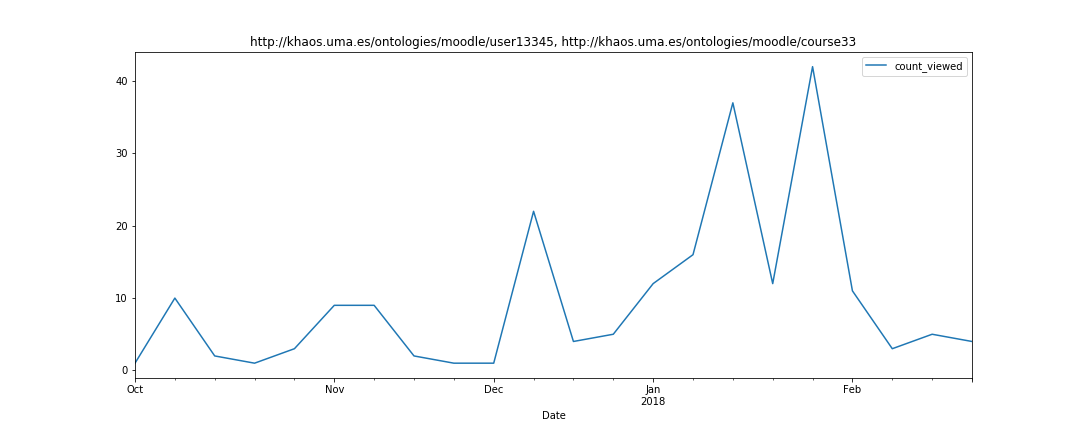 http://khaos.uma.es/ontologies/moodle/user13345, http://khaos.uma.es/ontologies/moodle/course33
count_viewed
40
30
20
10
0
Oct Nov Dec Jan Feb
2018
Date